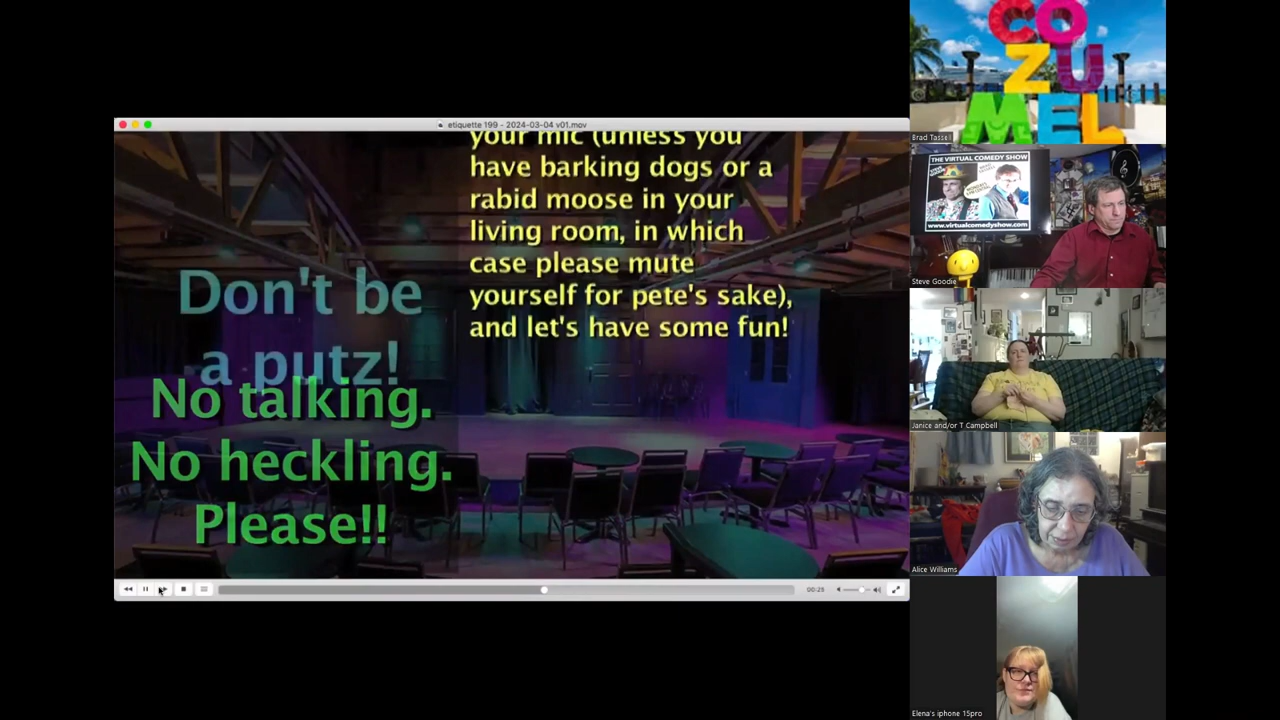 etiquette 199 - 2024-03-04 v01.mov
your mic (unless you
have barking dogs or a
rabid moose in your
living room, in which
case please mute
yourself for pete's sake),
and let's have some fun!
Don't be
a putz!
No talking.
No heckling.
Please!!
00:23
COZUMEL
Brad Tassell
THE VIRTUAL COMEDY SHOW
www.virtualcomedyshow.com
Steve Goodie
Janice and/or T Campbell
Alice Williams
Elena's iphone 15pro